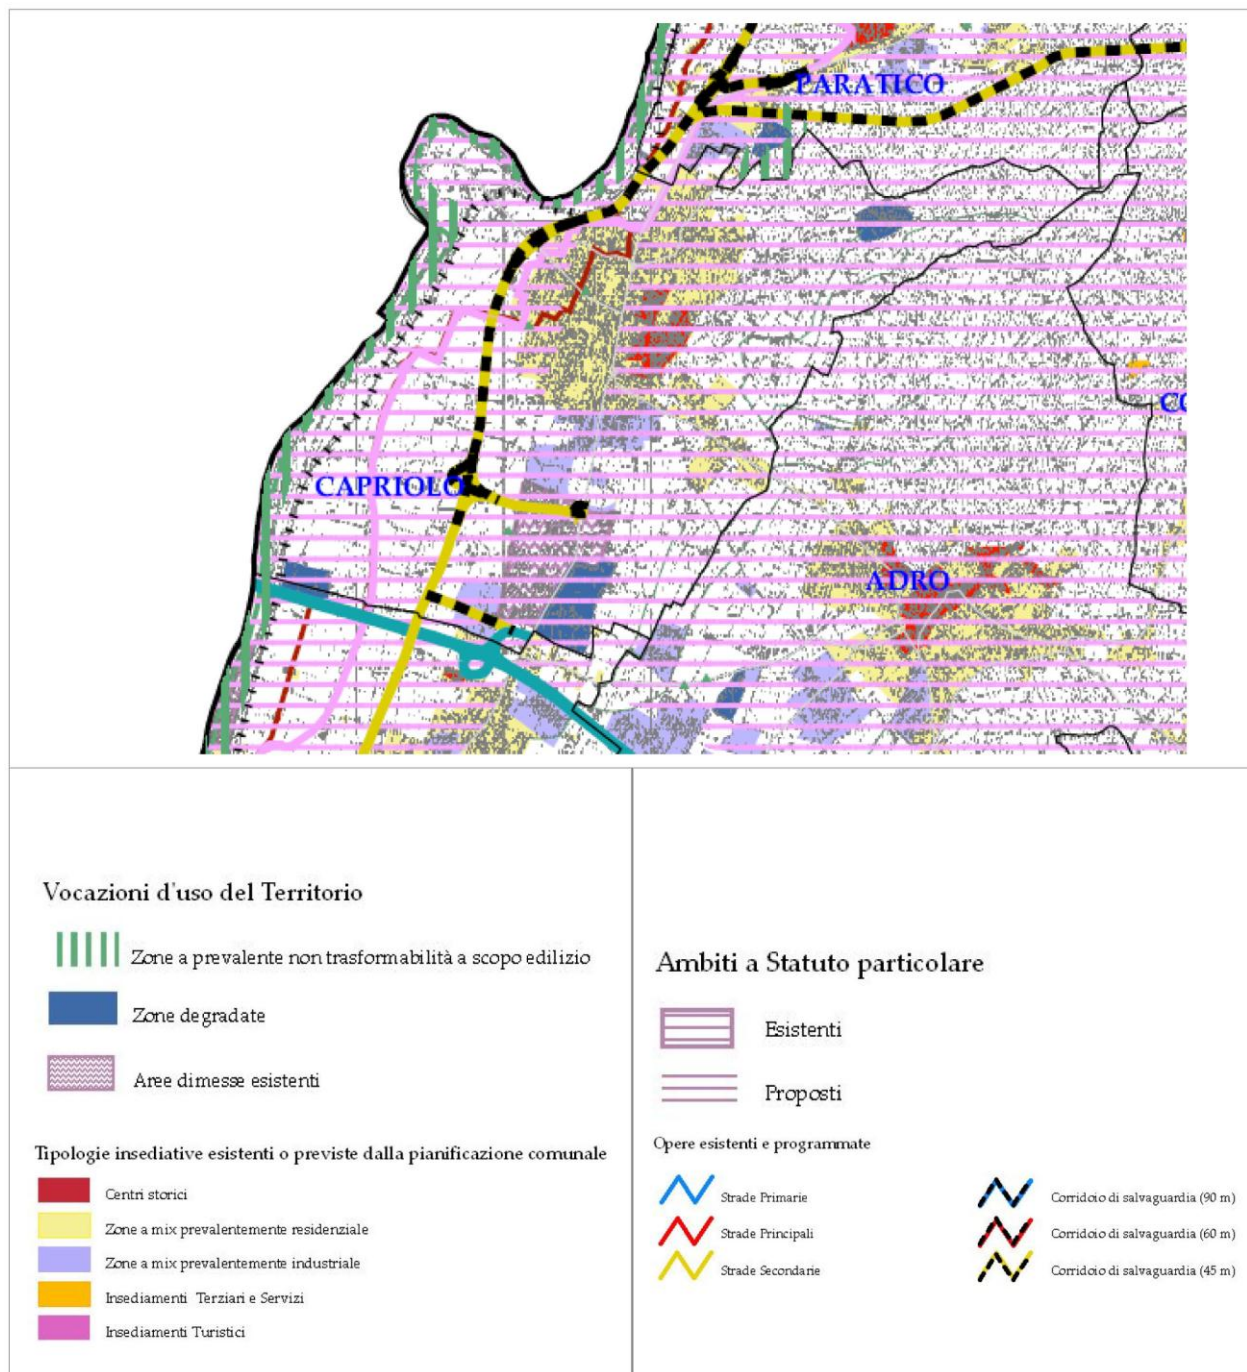 PARATICO
CO
CAPRIOLO
ADRO
Vocazioni d'uso del Territorio
Zone a prevalente non trasformabilità a scopo edilizio
Zone degradate
Aree dimesse esistenti
Tipologie insediative esistenti o previste dalla pianificazione comunale
Centri storici
Zone a mix prevalentemente residenziale
Zone a mix prevalentemente industriale
Insediamenti Terziari e Servizi
Insediamenti Turistici
Ambiti a Statuto particolare
Esistenti
Proposti
Opere esistenti e programmate
Strade Primarie
Strade Principali
Strade Secondarie
Corridoio di salvaguardia (90 m)
Corridoio di salvaguardia (60 m)
Corridoio di salvaguardia (45 m)